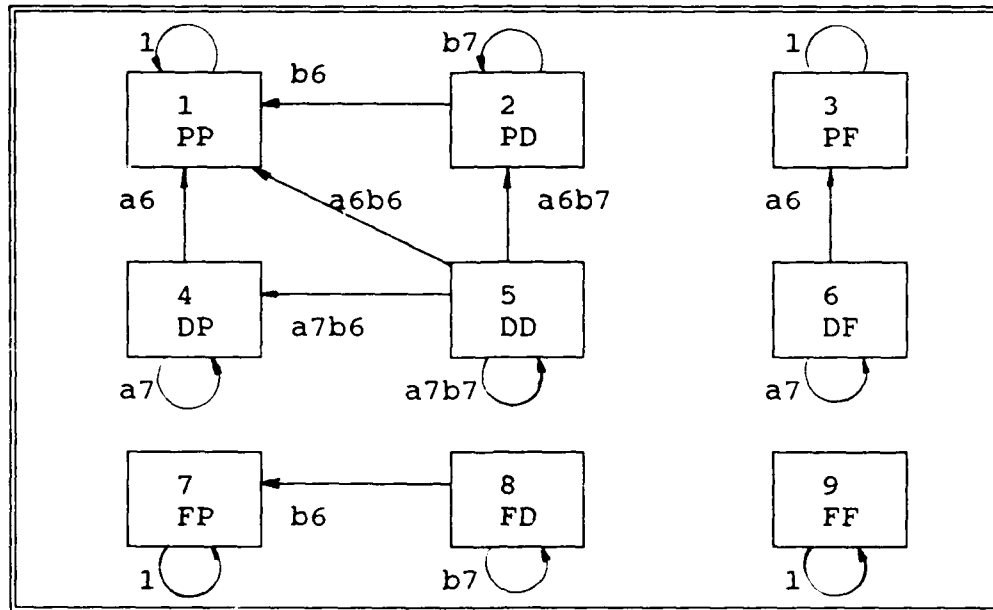 1 b7 1
b6
1 2 3
PP PD PF
a6 a6b6 a6b7 a6
4 5 6
DP DD DF
a7b6
a7 a7b7 a7
7 8 9
FP FD FF
b6
1 b7 1